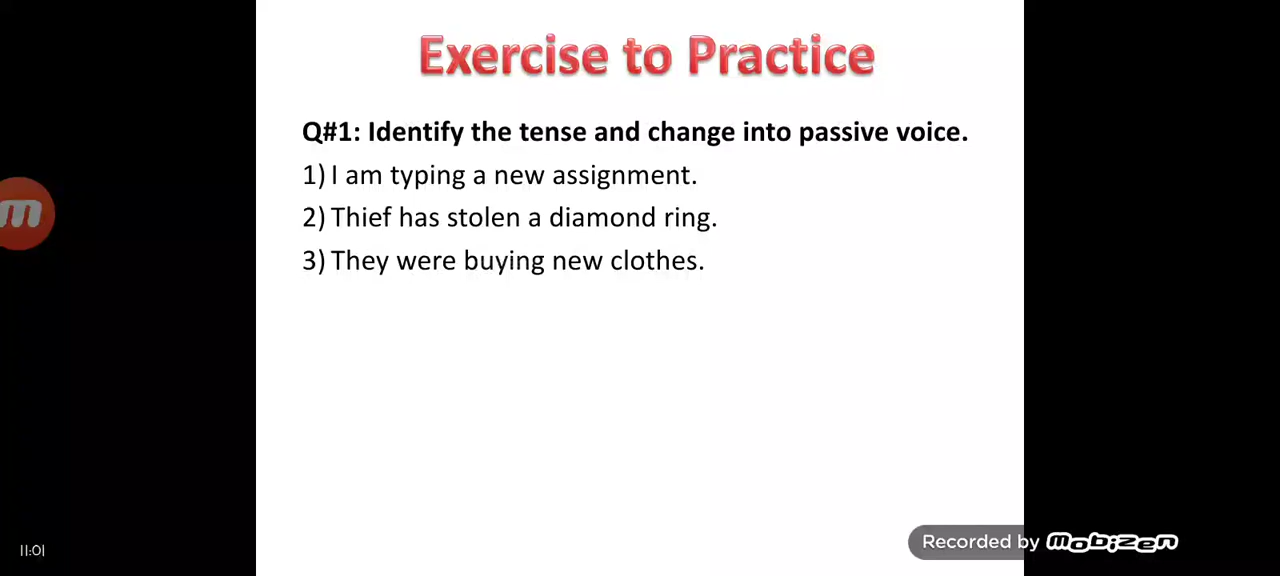 Exercise to Practice
Q#1: Identify the tense and change into passive voice.
1) I am typing a new assignment.
2) Thief has stolen a diamond ring.
3) They were buying new clothes.
11:01
Recorded by mobizen